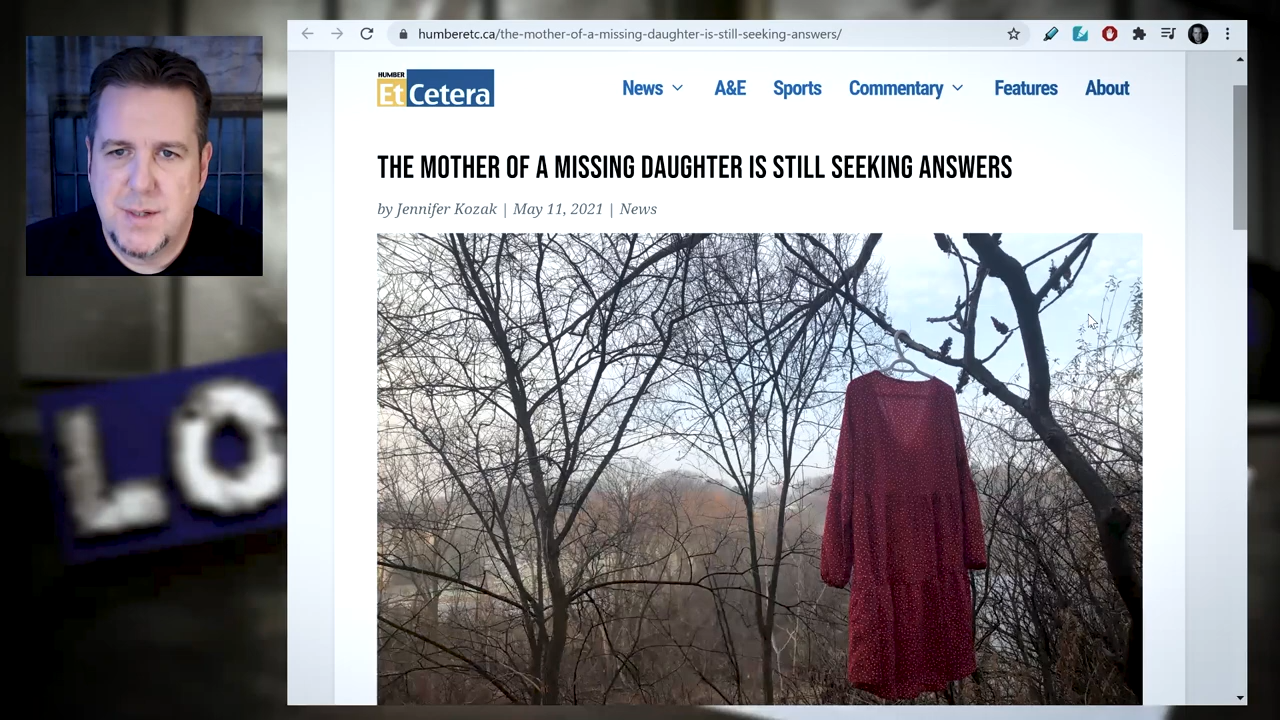 humberetc.ca/the-mother-of-a-missing-daughter-is-still-seeking-answers/
HUMBER
Et Cetera
News A&E Sports Commentary Features About
THE MOTHER OF A MISSING DAUGHTER IS STILL SEEKING ANSWERS
by Jennifer Kozak | May 11, 2021 | News
LO